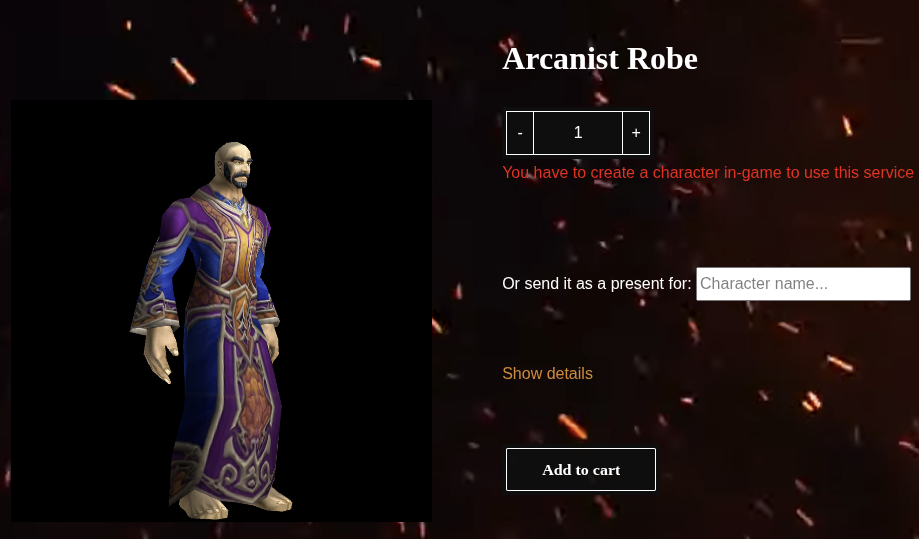 Arcanist Robe
- 1 +
You have to create a character in-game to use this service
Or send it as a present for: Character name...
Show details
Add to cart